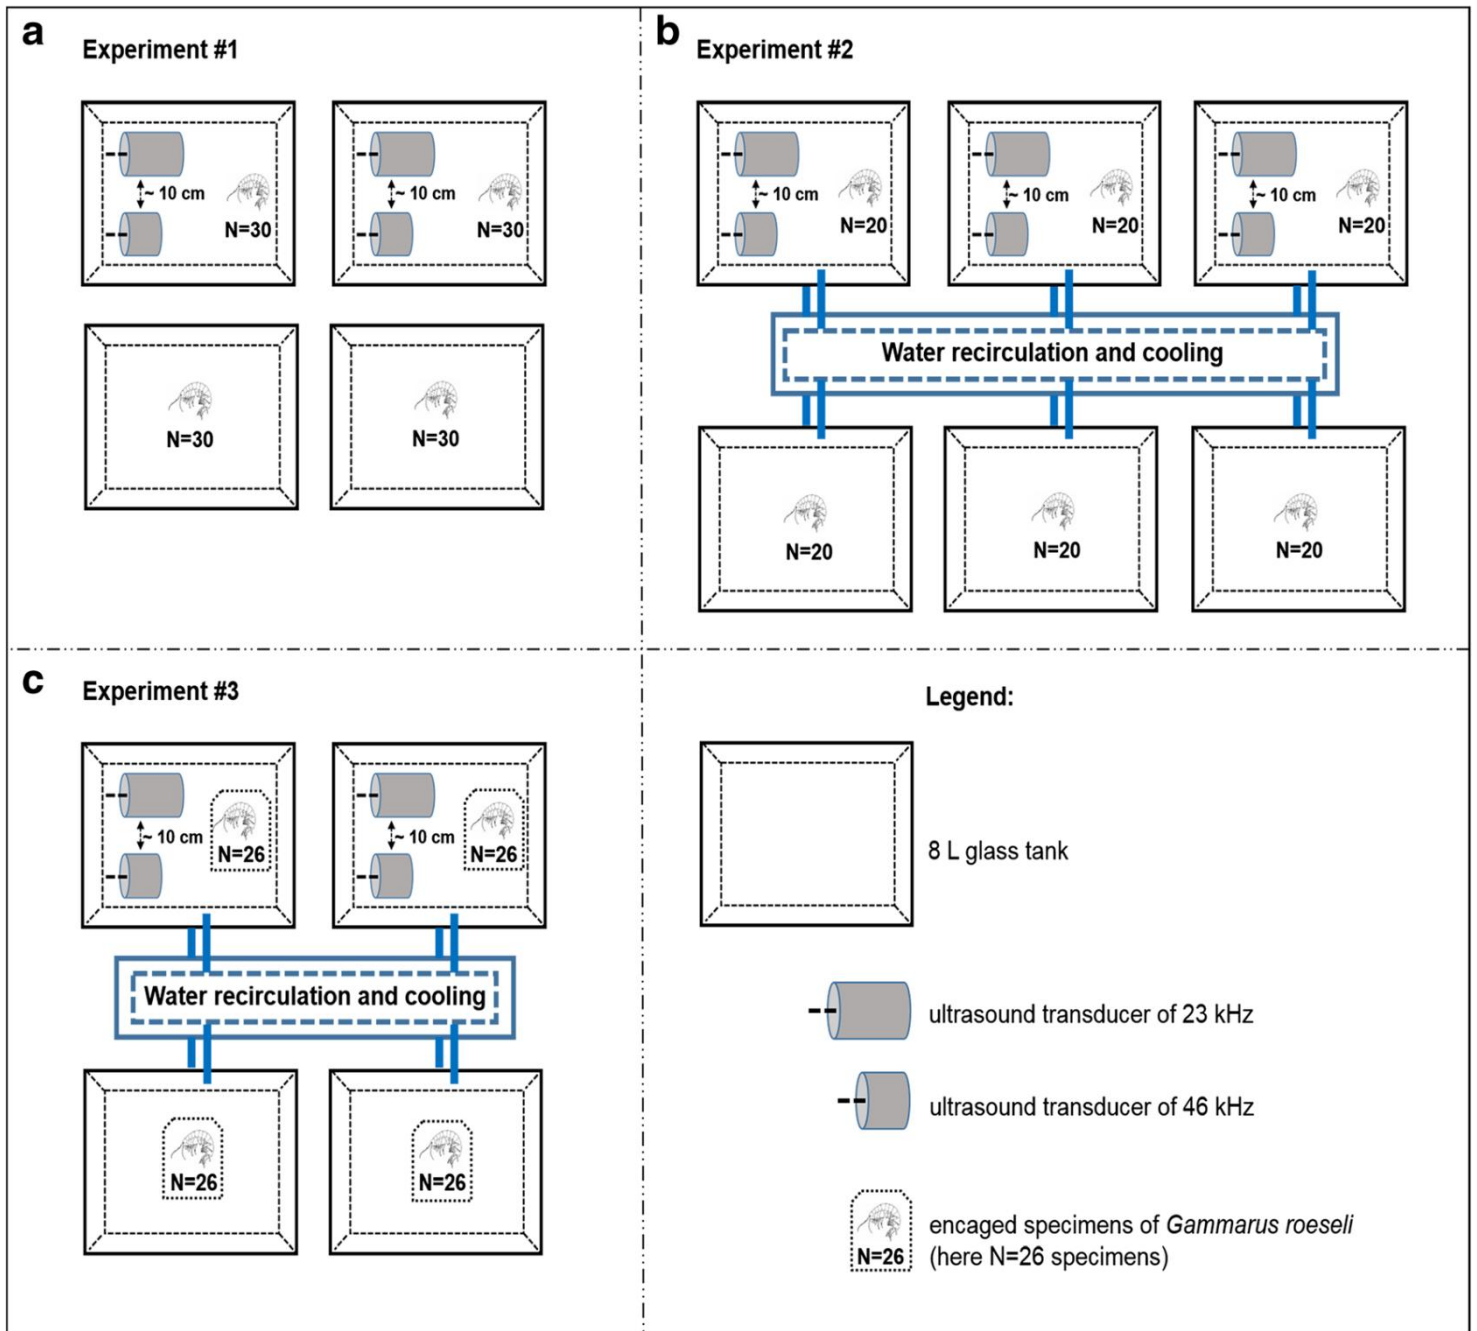 a
Experiment #1
~ 10 cm
N=30
~ 10 cm
N=30
N=30
N=30
b
Experiment #2
~ 10 cm
N=20
~ 10 cm
N=20
~ 10 cm
N=20
Water recirculation and cooling
N=20
N=20
N=20
c
Experiment #3
~ 10 cm
N=26
~ 10 cm
N=26
Water recirculation and cooling
N=26
N=26
Legend:
8 L glass tank
ultrasound transducer of 23 kHz
ultrasound transducer of 46 kHz
N=26
encaged specimens of Gammarus roeseli
(here N=26 specimens)